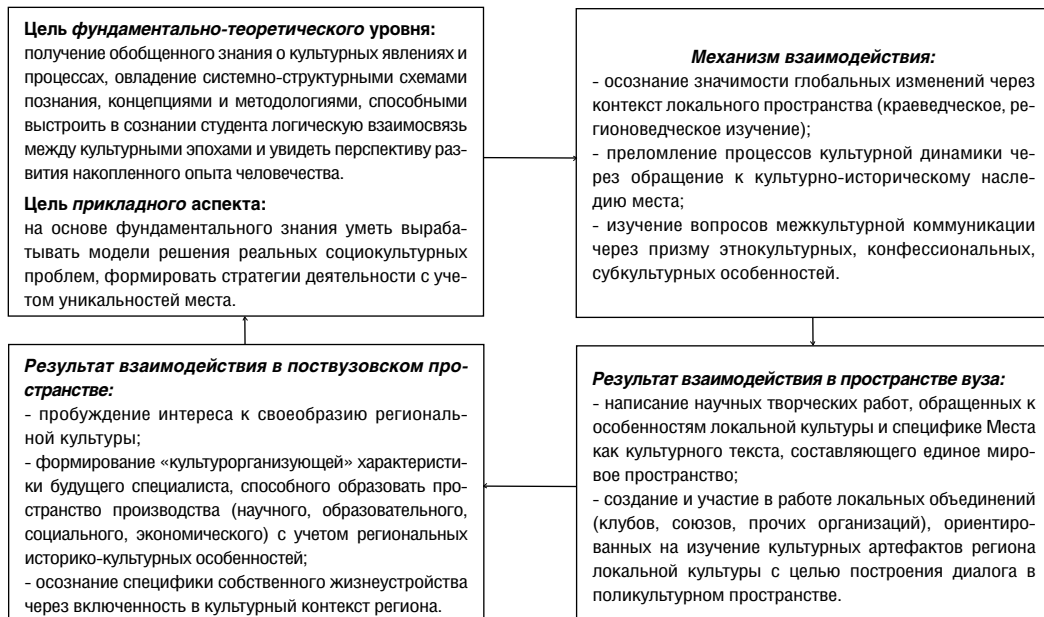 Цель фундаментально-теоретического уровня:
получение обобщенного знания о культурных явлениях и
процессах, овладение системно-структурными схемами
познания, концепциями и методологиями, способными
выстроить в сознании студента логическую взаимосвязь
между культурными эпохами и увидеть перспективу раз-
вития накопленного опыта человечества.
Цель прикладного аспекта:
на основе фундаментального знания уметь выраба-
тывать модели решения реальных социокультурных
проблем, формировать стратегии деятельности с уче-
том уникальностей места.
Механизм взаимодействия:
- осознание значимости глобальных изменений через
контекст локального пространства (краеведческое, ре-
гионоведческое изучение);
- преломление процессов культурной динамики че-
рез обращение к культурно-историческому насле-
дию места;
- изучение вопросов межкультурной коммуникации
через призму этнокультурных, конфессиональных,
субкультурных особенностей.
Результат взаимодействия в пространстве вуза:
- написание научных творческих работ, обращенных к
особенностям локальной культуры и специфике Места
как культурного текста, составляющего единое миро-
вое пространство;
- создание и участие в работе локальных объединений
(клубов, союзов, прочих организаций), ориентиро-
ванных на изучение культурных артефактов региона
локальной культуры с целью построения диалога в
поликультурном пространстве.
Результат взаимодействия в поствузовском про-
странстве:
- пробуждение интереса к своеобразию региональ-
ной культуры;
- формирование «культурорганизующей» характеристи-
ки будущего специалиста, способного образовать про-
странство производства (научного, образовательного,
социального, экономического) с учетом региональных
историко-культурных особенностей;
- осознание специфики собственного жизнеустройства
через включенность в культурный контекст региона.